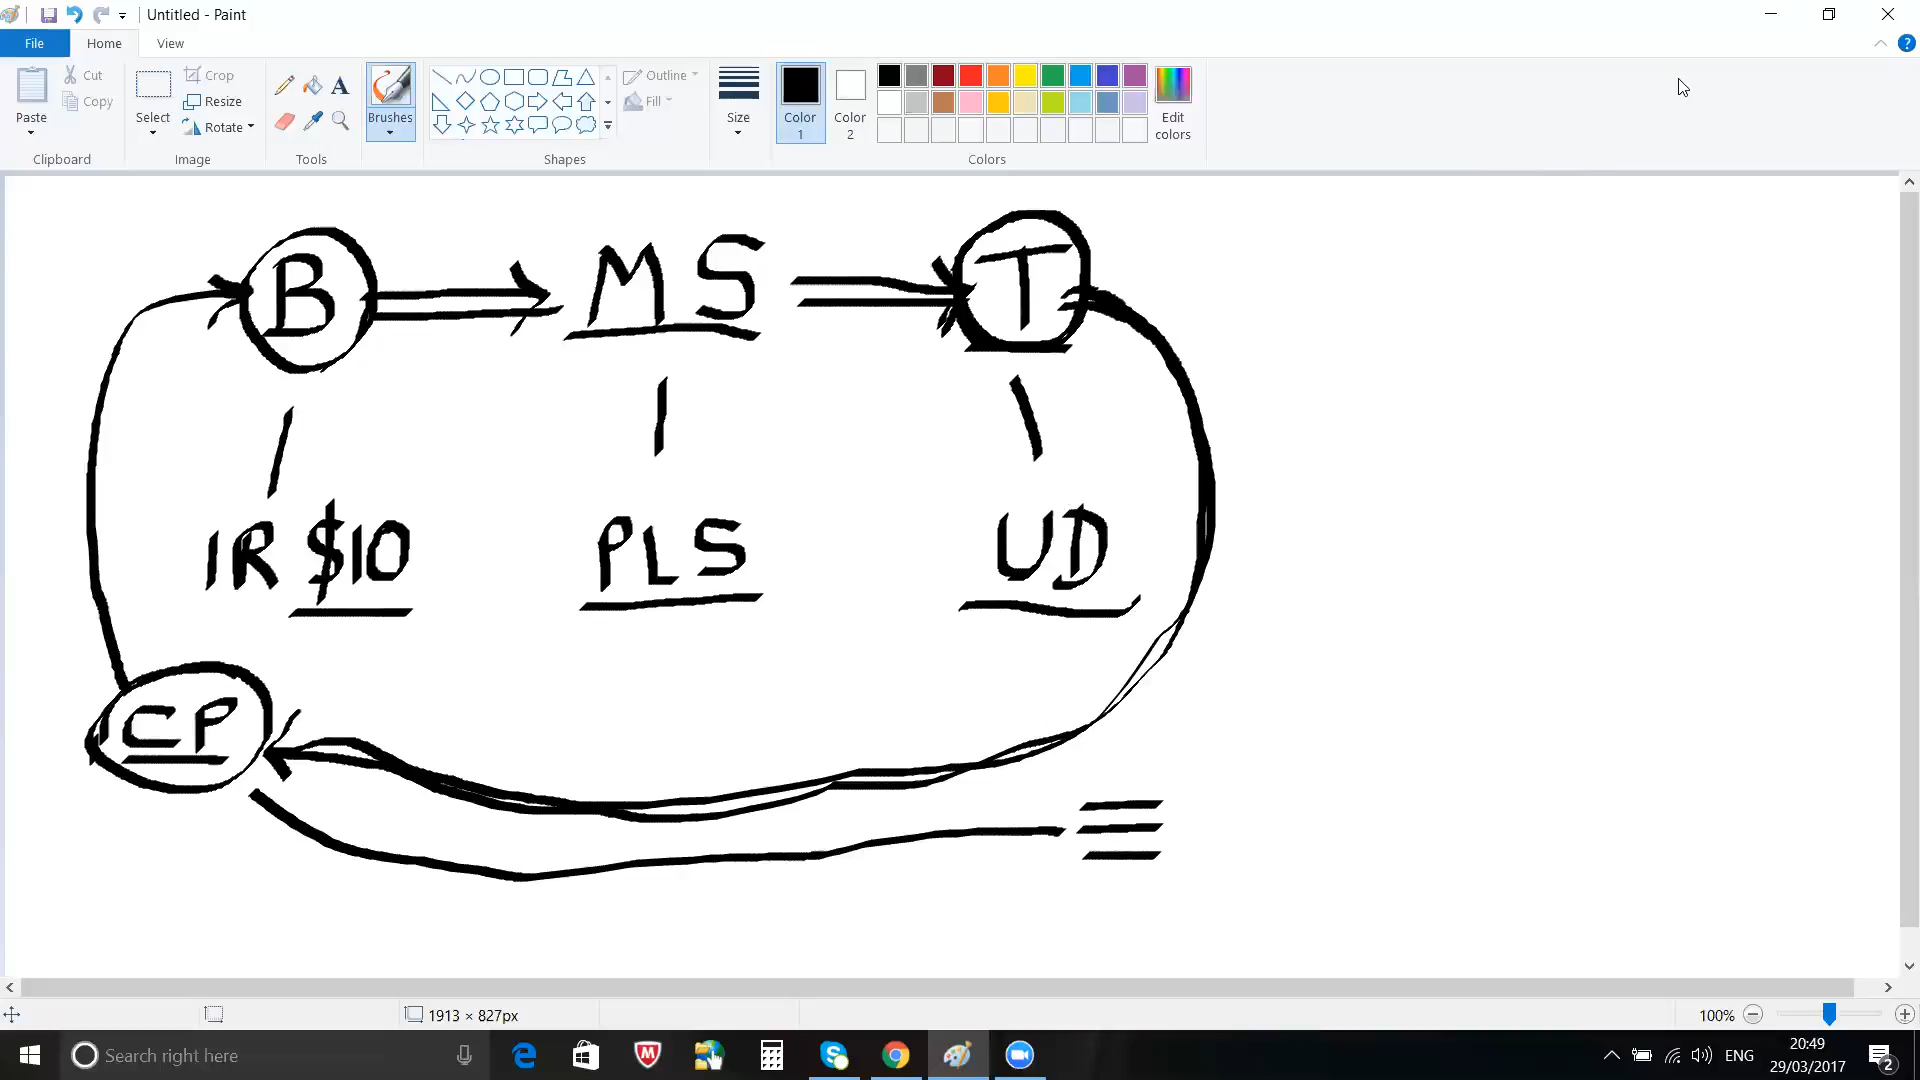 Untitled - Paint
File Home View
Paste Cut Copy Clipboard
Select Crop Resize Rotate Image
Tools
Brushes
Shapes Outline Fill
Size
Color 1 Color 2
Edit colors
Colors
B MS T
IR $10 PLS UD
CP
100%
1913 × 827px
Search right here
ENG
20:49
29/03/2017
2